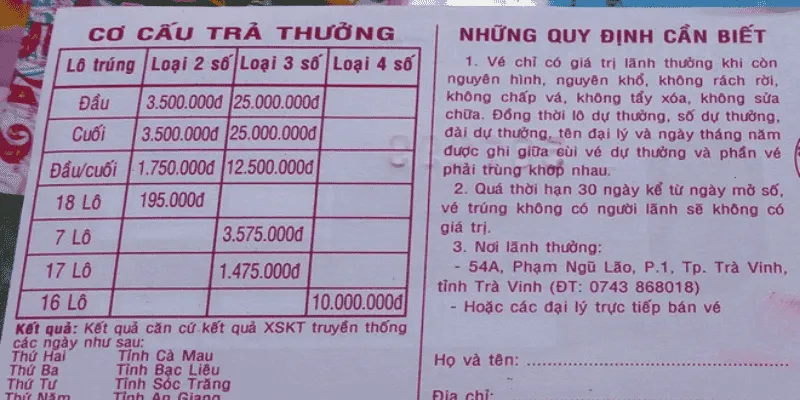 CƠ CẤU TRẢ THƯỞNG
Lô trúng Loại 2 số Loại 3 số Loại 4 số
Đầu 3.500.000đ 25.000.000đ
Cuối 3.500.000đ 25.000.000đ
Đầu/cuối 1.750.000đ 12.500.000đ
18 Lô 195.000đ
7 Lô 3.575.000đ
17 Lô 1.475.000đ
16 Lô 10.000.000đ
Kết quả: Kết quả căn cứ kết quả XSKT truyền thống
các ngày như sau:
Thứ Hai Tỉnh Cà Mau
Thứ Ba Tỉnh Bạc Liêu
Thứ Tư Tỉnh Sóc Trăng
Thứ Năm Tỉnh An Giang
NHỮNG QUY ĐỊNH CẦN BIẾT
1. Vé chỉ có giá trị lãnh thưởng khi còn
nguyên hình, nguyên khổ, không rách rời,
không chấp vá, không tẩy xóa, không sửa
chữa. Đồng thời lô dự thưởng, số dự thưởng,
đài dự thưởng, tên đại lý và ngày tháng năm
được ghi giữa cùi vé dự thưởng và phần vé
phải trùng khớp nhau.
2. Quá thời hạn 30 ngày kể từ ngày mở số,
vé trúng không có người lãnh sẽ không có
giá trị.
3. Nơi lãnh thưởng:
- 54A, Phạm Ngũ Lão, P.1, Tp. Trà Vinh,
tỉnh Trà Vinh (ĐT: 0743 868018)
- Hoặc các đại lý trực tiếp bán vé
Họ và tên:
Địa chỉ: